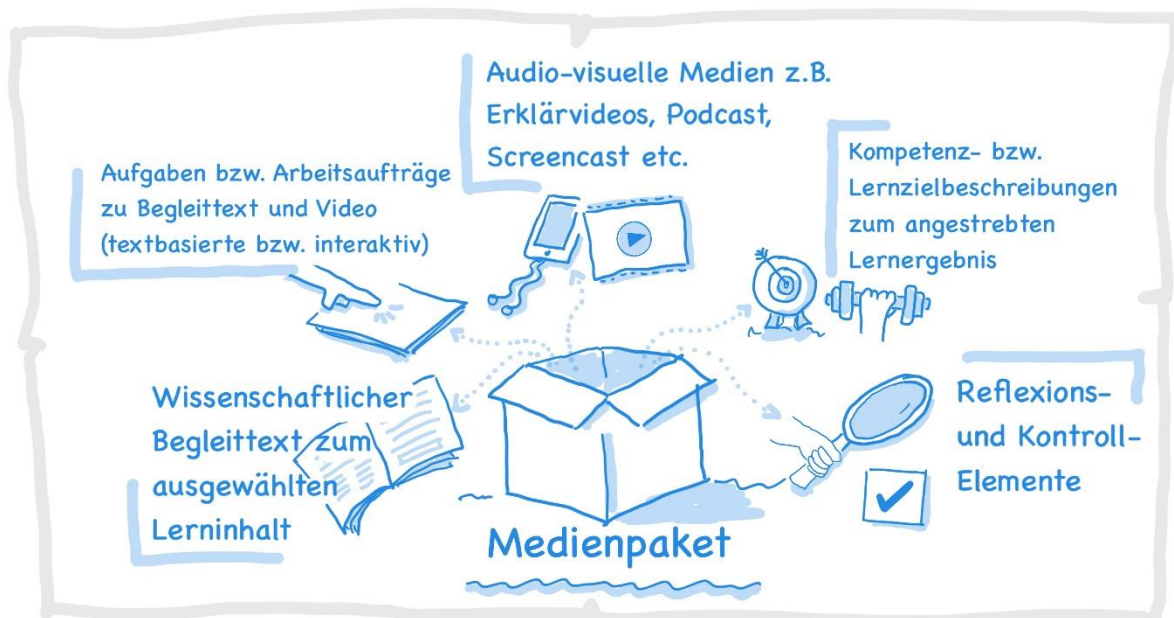 Audio-visuelle Medien z.B.
Erklärvideos, Podcast,
Screencast etc.
Aufgaben bzw. Arbeitsaufträge
zu Begleittext und Video
(textbasierte bzw. interaktiv)
Kompetenz- bzw.
Lernzielbeschreibungen
zum angestrebten
Lernergebnis
Wissenschaftlicher
Begleittext zum
ausgewählten
Lerninhalt
Reflexions-
und Kontroll-
Elemente
Medienpaket